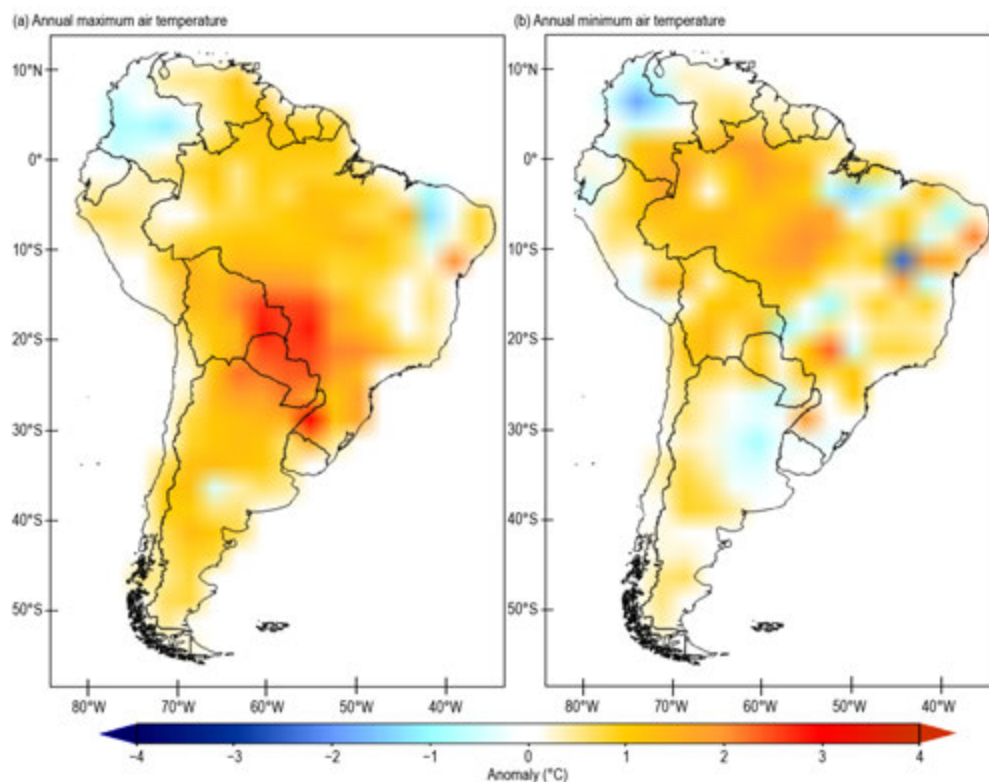 (a) Annual maximum air temperature
(b) Annual minimum air temperature
10°N
0°
10°S
20°S
30°S
40°S
50°S
10°N
0°
10°S
20°S
30°S
40°S
50°S
80°W 70°W 60°W 50°W 40°W
80°W 70°W 60°W 50°W 40°W
−4 −3 −2 −1 0 1 2 3 4
Anomaly (°C)